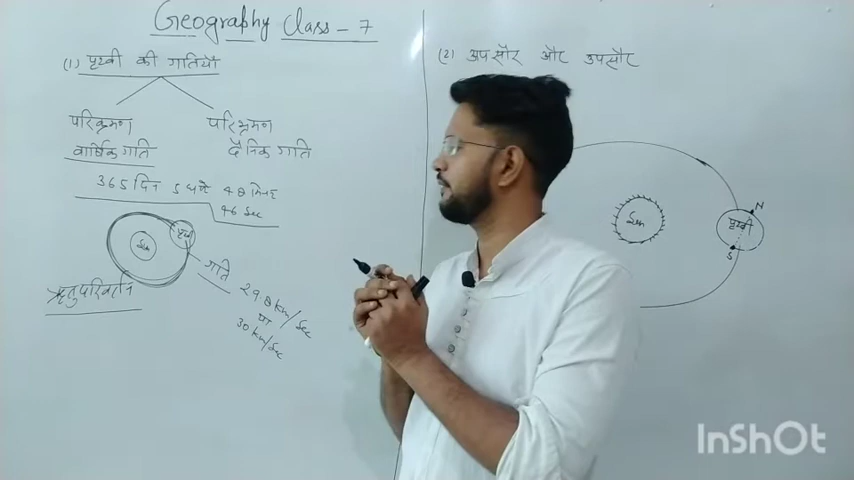 Geography Class - 7
(1) पृथ्वी की गतियाँ
परिक्रमण
वार्षिक गति
परिभ्रमण
दैनिक गति
365 दिन 5 घंटे 48 मिनट
46 Sec
Sun
पृथ्वी
गति
29.8 km/Sec
या
30 km/Sec
ऋतु परिवर्तन
(2) अपसौर और उपसौर
Sun
N
पृथ्वी
S
InShOt